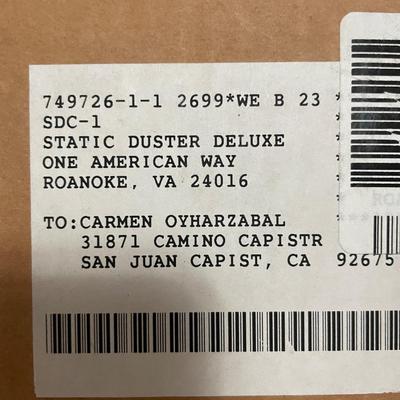 749726-1-1 2699*WE B 23 *
SDC-1 *
STATIC DUSTER DELUXE *
ONE AMERICAN WAY *
ROANOKE, VA 24016 *
TO:CARMEN OYHARZABAL ***
31871 CAMINO CAPISTR
SAN JUAN CAPIST, CA 92675